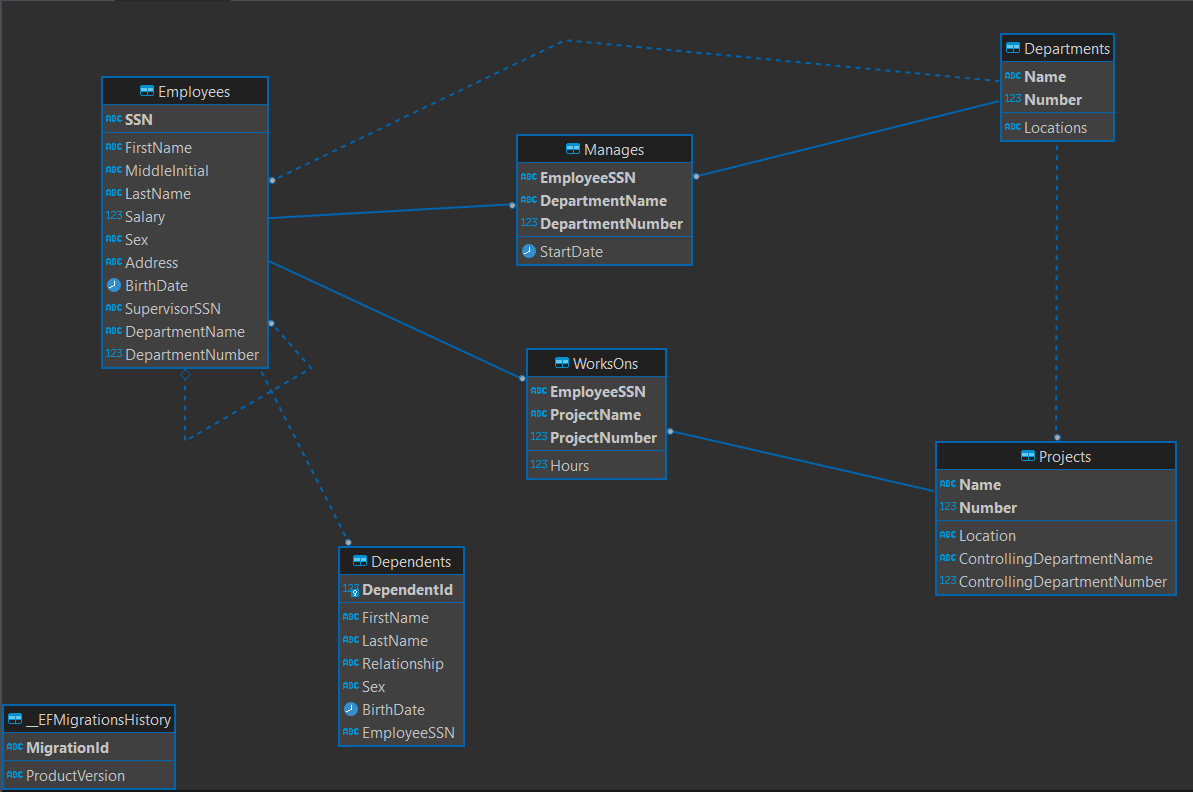 Employees
ABC SSN
ABC FirstName
ABC MiddleInitial
ABC LastName
123 Salary
ABC Sex
ABC Address
BirthDate
ABC SupervisorSSN
ABC DepartmentName
123 DepartmentNumber
Manages
ABC EmployeeSSN
ABC DepartmentName
123 DepartmentNumber
StartDate
Departments
ABC Name
123 Number
ABC Locations
WorksOns
ABC EmployeeSSN
ABC ProjectName
123 ProjectNumber
123 Hours
Projects
ABC Name
123 Number
ABC Location
ABC ControllingDepartmentName
123 ControllingDepartmentNumber
Dependents
123 DependentId
ABC FirstName
ABC LastName
ABC Relationship
ABC Sex
BirthDate
ABC EmployeeSSN
__EFMigrationsHistory
ABC MigrationId
ABC ProductVersion